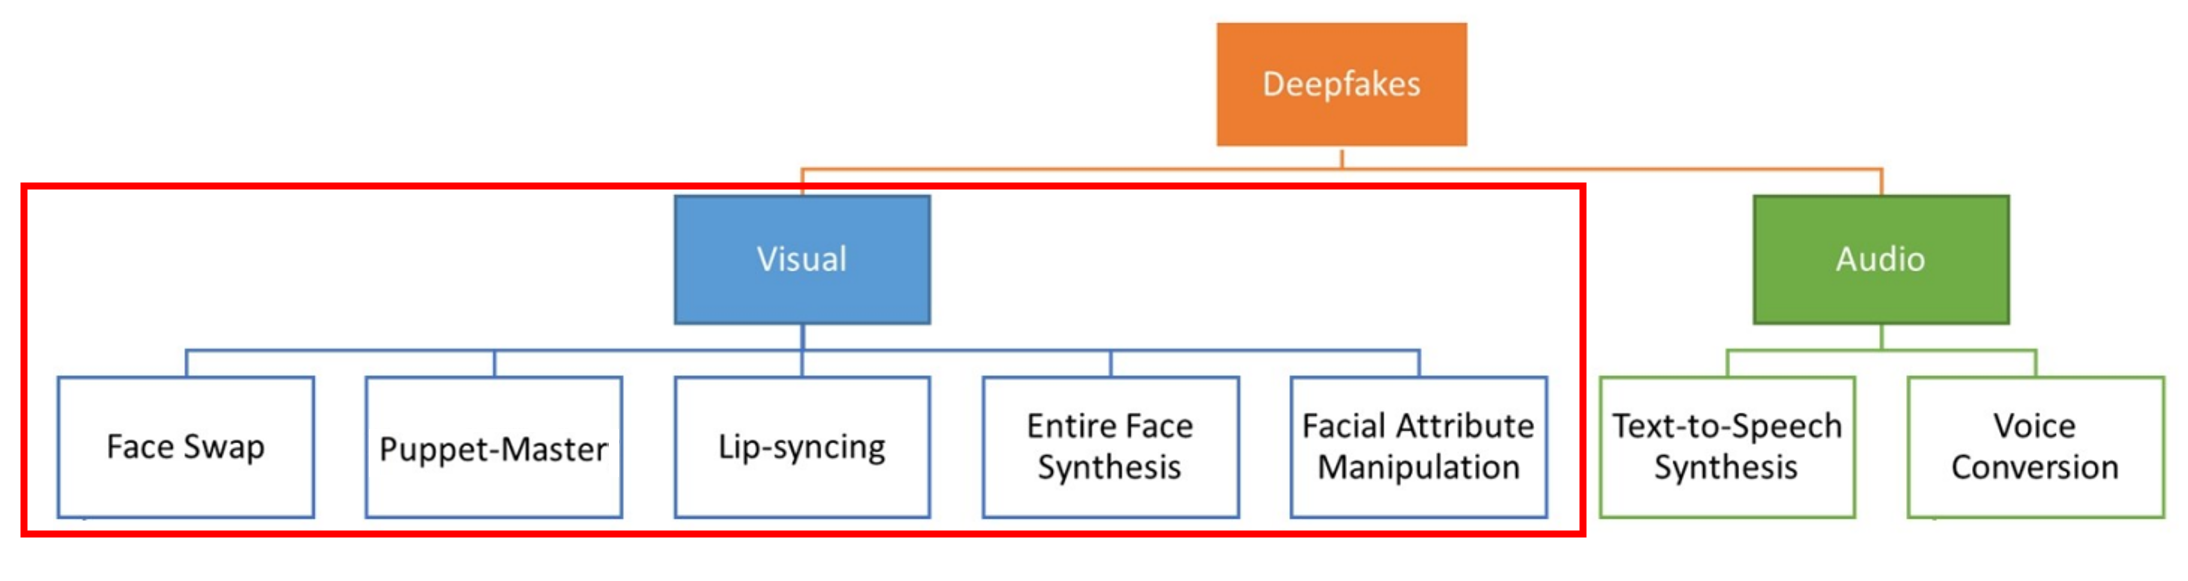 Deepfakes
Visual
Audio
Face Swap
Puppet-Master
Lip-syncing
Entire Face
Synthesis
Facial Attribute
Manipulation
Text-to-Speech
Synthesis
Voice
Conversion